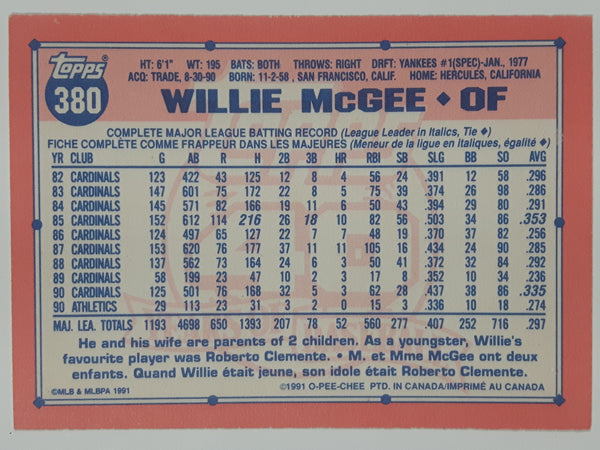 topps
380
HT: 6'1" WT: 195 BATS: BOTH THROWS: RIGHT DRFT: YANKEES #1(SPEC)-JAN., 1977
ACQ: TRADE, 8-30-90 BORN: 11-2-58, SAN FRANCISCO, CALIF. HOME: HERCULES, CALIFORNIA
WILLIE McGEE ◆ OF
COMPLETE MAJOR LEAGUE BATTING RECORD (League Leader in Italics, Tie ◆)
FICHE COMPLÈTE COMME FRAPPEUR DANS LES MAJEURES (Meneur de la ligue en italiques, égalité ◆)
YR CLUB G AB R H 2B 3B HR RBI SB SLG BB SO AVG
82 CARDINALS 123 422 43 125 12 8 4 56 24 .391 12 58 .296
83 CARDINALS 147 601 75 172 22 8 5 75 39 .374 26 98 .286
84 CARDINALS 145 571 82 166 19 11 6 50 43 .394 29 80 .291
85 CARDINALS 152 612 114 216 26 18 10 82 56 .503 34 86 .353
86 CARDINALS 124 497 65 127 22 7 7 48 19 .370 37 82 .256
87 CARDINALS 153 620 76 177 37 11 11 105 16 .434 24 90 .285
88 CARDINALS 137 562 73 164 24 6 3 50 41 .372 32 84 .292
89 CARDINALS 58 199 23 47 10 2 3 17 8 .352 10 34 .236
90 CARDINALS 125 501 76 168 32 5 3 62 28 .437 38 86 .335
90 ATHLETICS 29 113 23 31 3 2 0 15 3 .336 10 18 .274
MAJ. LEA. TOTALS 1193 4698 650 1393 207 78 52 560 277 .407 252 716 .297
He and his wife are parents of 2 children. As a youngster, Willie's
favourite player was Roberto Clemente. • M. et Mme McGee ont deux
enfants. Quand Willie était jeune, son idole était Roberto Clemente.
©MLB & MLBPA 1991 ©1991 O-PEE-CHEE PTD. IN CANADA/IMPRIMÉ AU CANADA